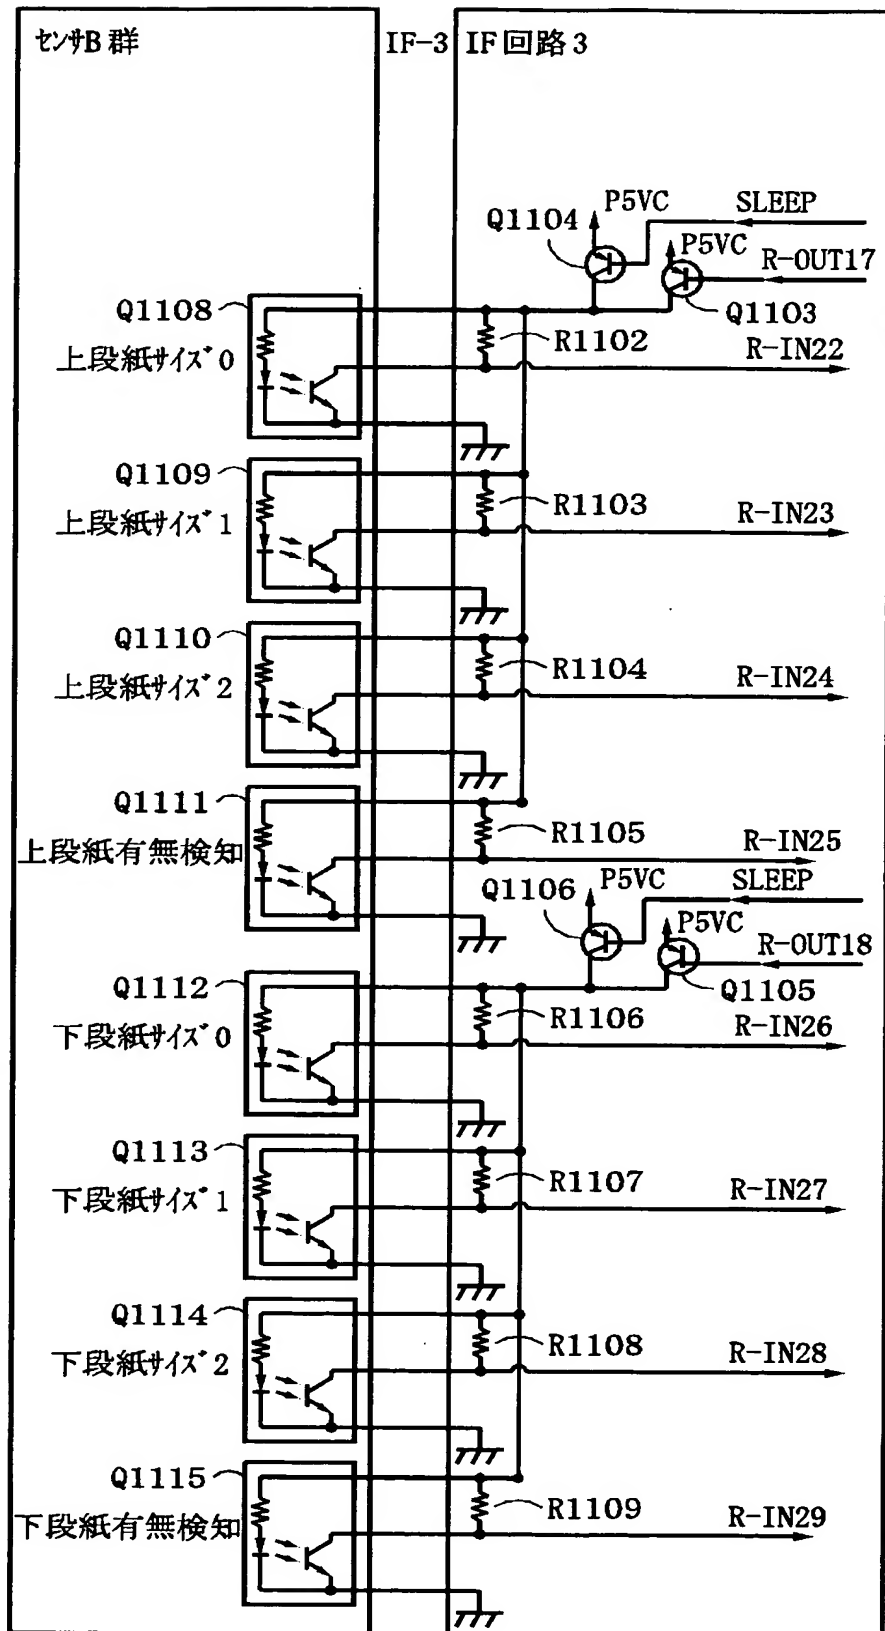 センサB群
IF-3
IF回路3
P5VC
SLEEP
Q1104
P5VC
R-OUT17
Q1108
Q1103
上段紙サイズ0
R1102
R-IN22
Q1109
上段紙サイズ1
R1103
R-IN23
Q1110
上段紙サイズ2
R1104
R-IN24
Q1111
上段紙有無検知
R1105
R-IN25
P5VC
SLEEP
Q1106
P5VC
R-OUT18
Q1112
Q1105
下段紙サイズ0
R1106
R-IN26
Q1113
下段紙サイズ1
R1107
R-IN27
Q1114
下段紙サイズ2
R1108
R-IN28
Q1115
下段紙有無検知
R1109
R-IN29